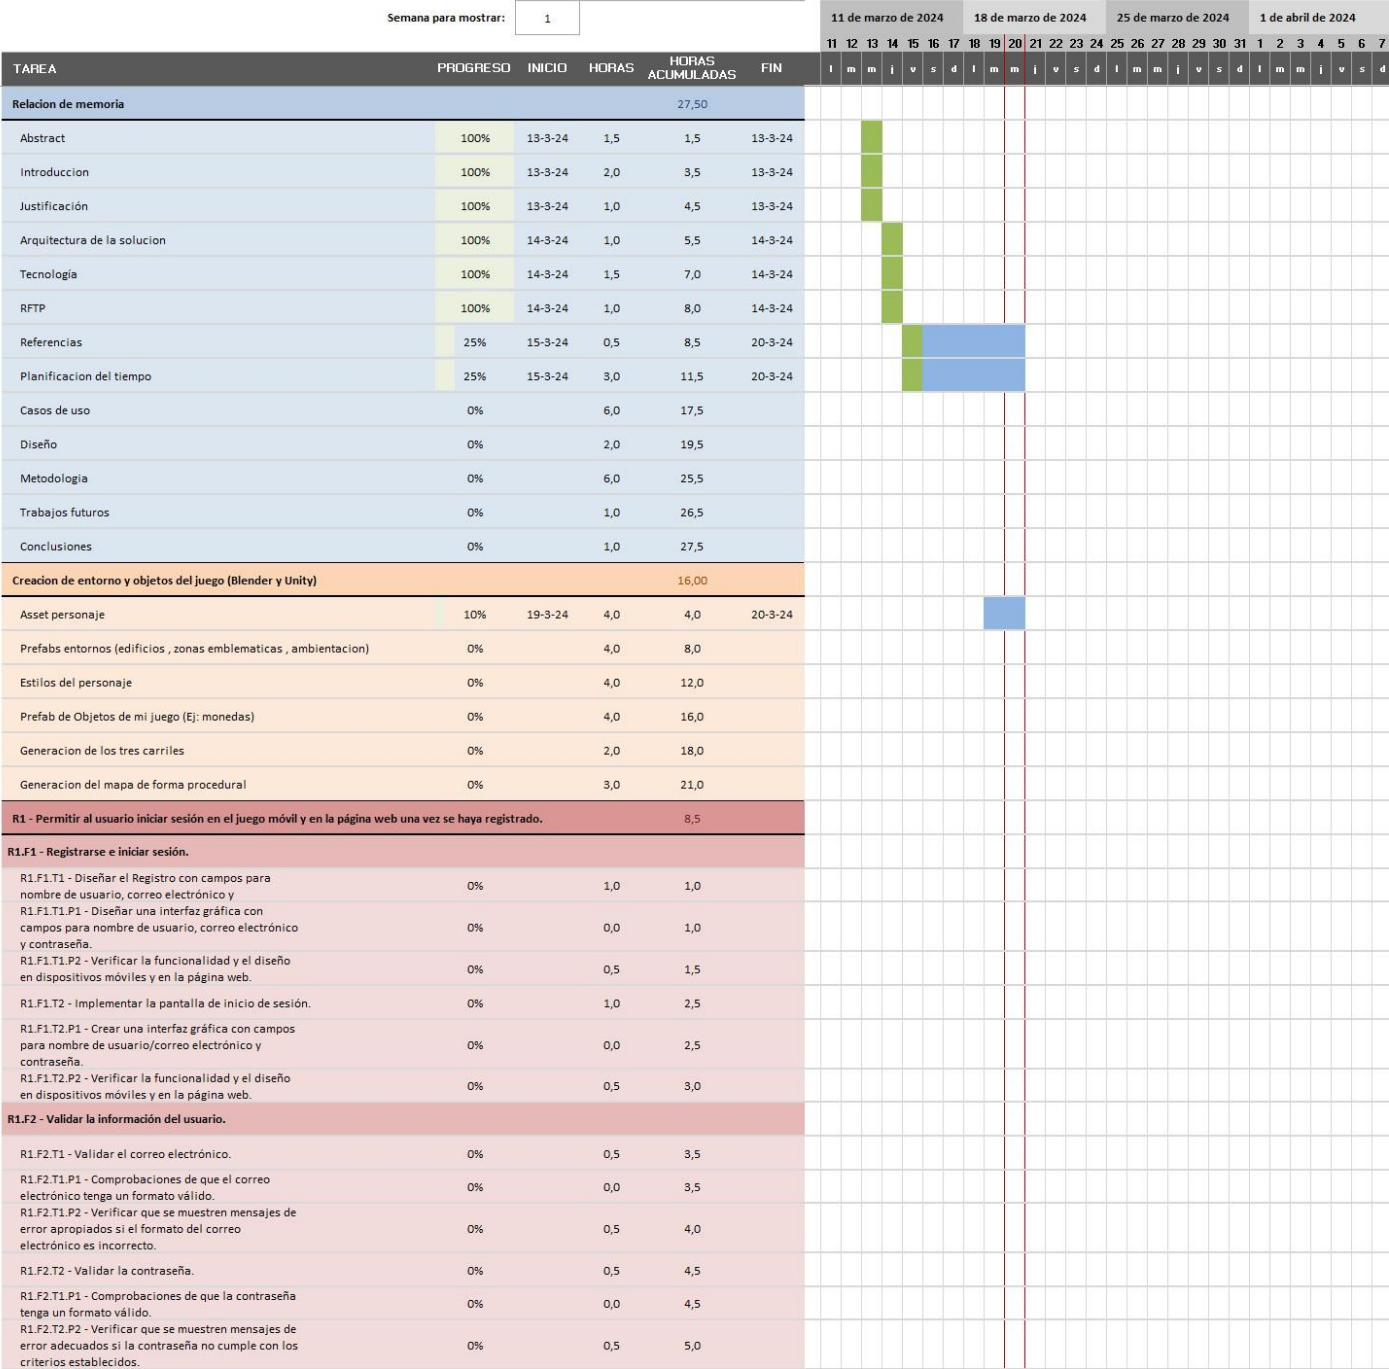 Semana para mostrar: 1
11 de marzo de 2024 18 de marzo de 2024 25 de marzo de 2024 1 de abril de 2024
11 12 13 14 15 16 17 18 19 20 21 22 23 24 25 26 27 28 29 30 31 1 2 3 4 5 6 7
TAREA PROGRESO INICIO HORAS HORAS ACUMULADAS FIN l m m j v s d l m m j v s d l m m j v s d l m m j v s d
Relacion de memoria 27,50
Abstract 100% 13-3-24 1,5 1,5 13-3-24
Introduccion 100% 13-3-24 2,0 3,5 13-3-24
Justificación 100% 13-3-24 1,0 4,5 13-3-24
Arquitectura de la solucion 100% 14-3-24 1,0 5,5 14-3-24
Tecnología 100% 14-3-24 1,5 7,0 14-3-24
RFTP 100% 14-3-24 1,0 8,0 14-3-24
Referencias 25% 15-3-24 0,5 8,5 20-3-24
Planificacion del tiempo 25% 15-3-24 3,0 11,5 20-3-24
Casos de uso 0% 6,0 17,5
Diseño 0% 2,0 19,5
Metodologia 0% 6,0 25,5
Trabajos futuros 0% 1,0 26,5
Conclusiones 0% 1,0 27,5
Creacion de entorno y objetos del juego (Blender y Unity) 16,00
Asset personaje 10% 19-3-24 4,0 4,0 20-3-24
Prefabs entornos (edificios , zonas emblematicas , ambientacion) 0% 4,0 8,0
Estilos del personaje 0% 4,0 12,0
Prefab de Objetos de mi juego (Ej: monedas) 0% 4,0 16,0
Generacion de los tres carriles 0% 2,0 18,0
Generacion del mapa de forma procedural 0% 3,0 21,0
R1 - Permitir al usuario iniciar sesión en el juego móvil y en la página web una vez se haya registrado. 8,5
R1.F1 - Registrarse e iniciar sesión.
R1.F1.T1 - Diseñar el Registro con campos para
nombre de usuario, correo electrónico y 0% 1,0 1,0
R1.F1.T1.P1 - Diseñar una interfaz gráfica con
campos para nombre de usuario, correo electrónico 0% 0,0 1,0
y contraseña.
R1.F1.T1.P2 - Verificar la funcionalidad y el diseño
en dispositivos móviles y en la página web. 0% 0,5 1,5
R1.F1.T2 - Implementar la pantalla de inicio de sesión. 0% 1,0 2,5
R1.F1.T2.P1 - Crear una interfaz gráfica con campos
para nombre de usuario/correo electrónico y 0% 0,0 2,5
contraseña.
R1.F1.T2.P2 - Verificar la funcionalidad y el diseño
en dispositivos móviles y en la página web. 0% 0,5 3,0
R1.F2 - Validar la información del usuario.
R1.F2.T1 - Validar el correo electrónico. 0% 0,5 3,5
R1.F2.T1.P1 - Comprobaciones de que el correo
electrónico tenga un formato válido. 0% 0,0 3,5
R1.F2.T1.P2 - Verificar que se muestren mensajes de
error apropiados si el formato del correo 0% 0,5 4,0
electrónico es incorrecto.
R1.F2.T2 - Validar la contraseña. 0% 0,5 4,5
R1.F2.T1.P1 - Comprobaciones de que la contraseña
tenga un formato válido. 0% 0,0 4,5
R1.F2.T2.P2 - Verificar que se muestren mensajes de
error adecuados si la contraseña no cumple con los 0% 0,5 5,0
criterios establecidos.